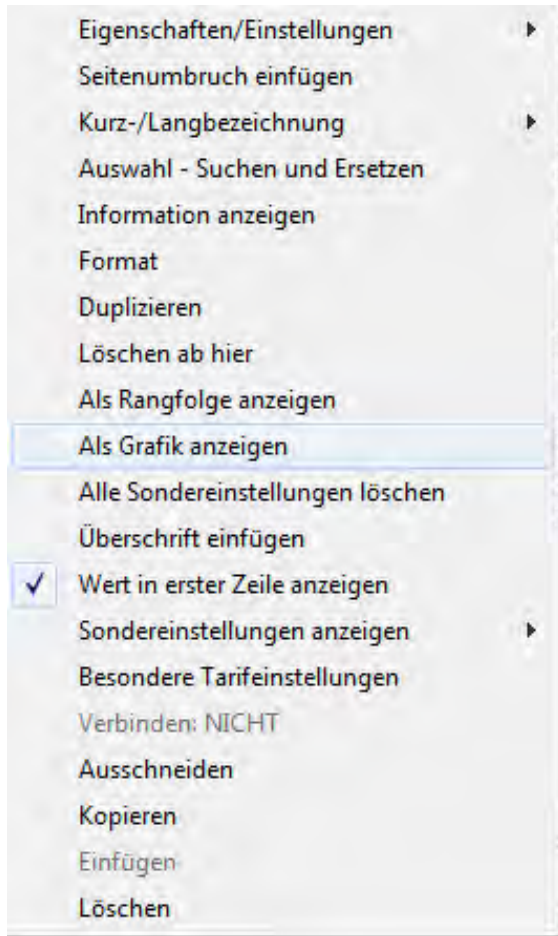 Eigenschaften/Einstellungen
Seitenumbruch einfügen
Kurz-/Langbezeichnung
Auswahl - Suchen und Ersetzen
Information anzeigen
Format
Duplizieren
Löschen ab hier
Als Rangfolge anzeigen
Als Grafik anzeigen
Alle Sondereinstellungen löschen
Überschrift einfügen
Wert in erster Zeile anzeigen
Sondereinstellungen anzeigen
Besondere Tarifeinstellungen
Verbinden: NICHT
Ausschneiden
Kopieren
Einfügen
Löschen